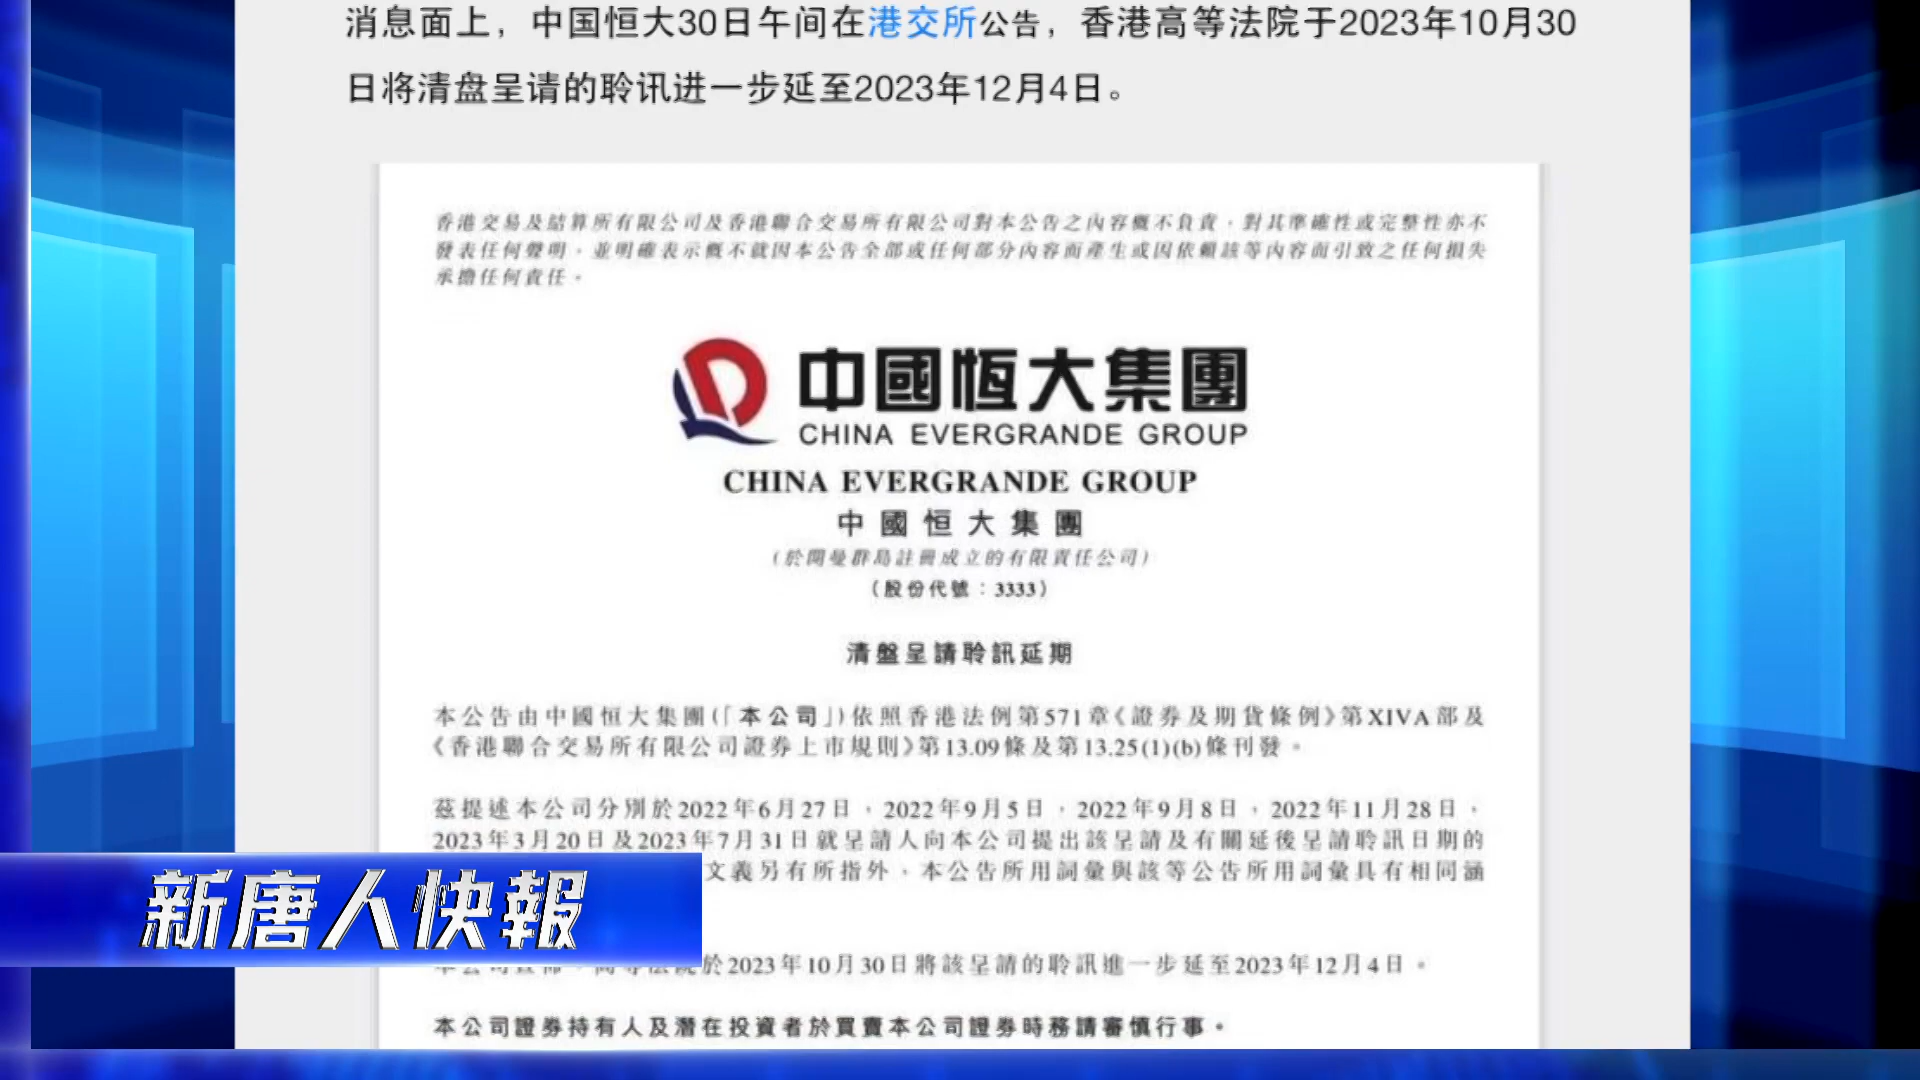 消息面上，中国恒大30日午间在港交所公告，香港高等法院于2023年10月30
日将清盘呈请的聆讯进一步延至2023年12月4日。
香港交易及結算所有限公司及香港聯合交易所有限公司對本公告之內容概不負責，對其準確性或完整性亦不
發表任何聲明，並明確表示概不就因本公告全部或任何部分內容而產生或因依賴該等內容而引致之任何損失
承擔任何責任。
中國恆大集團
CHINA EVERGRANDE GROUP
CHINA EVERGRANDE GROUP
中國恒大集團
（於開曼群島註冊成立的有限責任公司）
（股份代號：3333）
清盤呈請聆訊延期
本公告由中國恒大集團(「本公司」)依照香港法例第571章《證券及期貨條例》第XIVA部及
《香港聯合交易所有限公司證券上市規則》第13.09條及第13.25(1)(b)條刊發。
茲提述本公司分別於2022年6月27日，2022年9月5日，2022年9月8日，2022年11月28日，
2023年3月20日及2023年7月31日就呈請人向本公司提出該呈請及有關延後呈請聆訊日期的
文義另有所指外，本公告所用詞彙與該等公告所用詞彙具有相同涵
新唐人快報
於2023年10月30日將該呈請的聆訊進一步延至2023年12月4日。
本公司證券持有人及潛在投資者於買賣本公司證券時務請審慎行事。